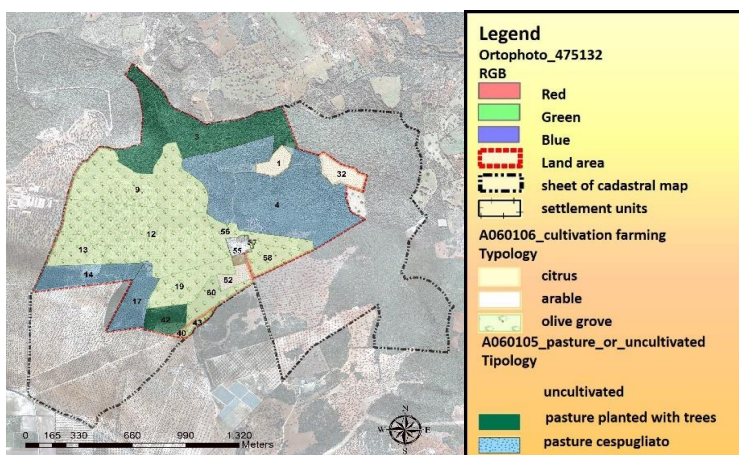 3
1
32
9
4
12
56
57
13
55
58
14
52
19
60
17
42
43
40
0 165 330 660 990 1.320
Meters
N
W E
S
Legend
Ortophoto_475132
RGB
Red
Green
Blue
Land area
sheet of cadastral map
settlement units
A060106_cultivation farming
Typology
citrus
arable
olive grove
A060105_pasture_or_uncultivated
Tipology
uncultivated
pasture planted with trees
pasture cespugliato